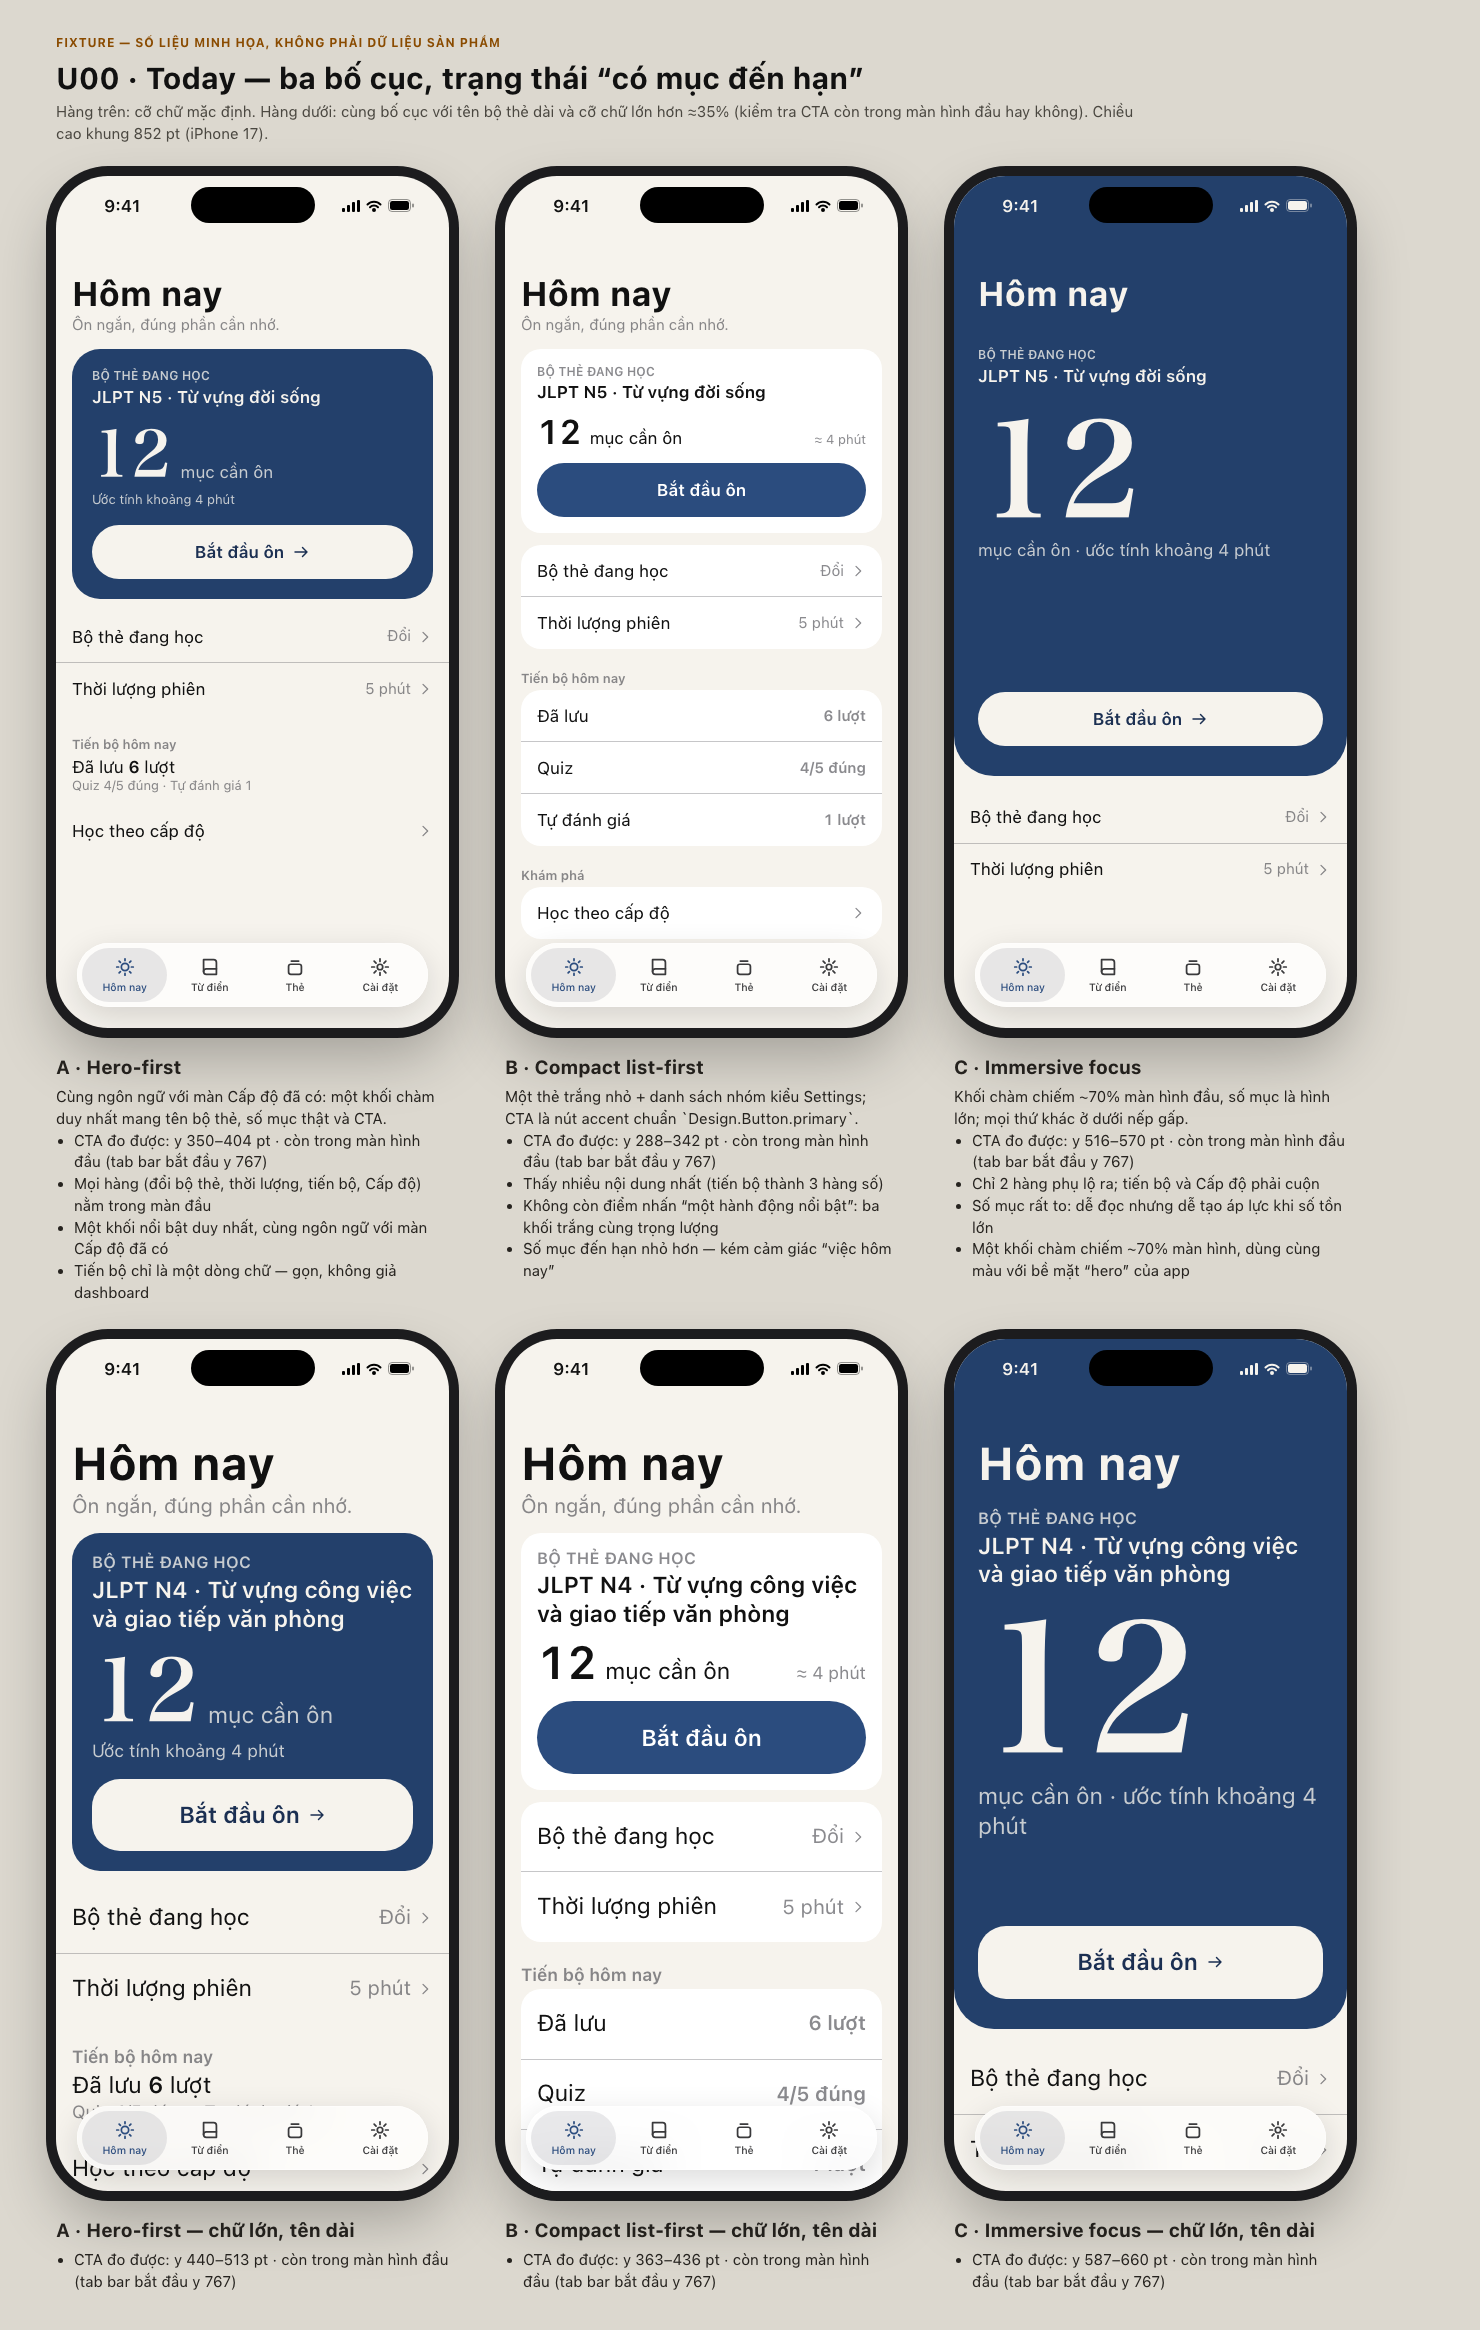 FIXTURE — SỐ LIỆU MINH HỌA, KHÔNG PHẢI DỮ LIỆU SẢN PHẨM
U00 · Today — ba bố cục, trạng thái “có mục đến hạn”
Hàng trên: cỡ chữ mặc định. Hàng dưới: cùng bố cục với tên bộ thẻ dài và cỡ chữ lớn hơn ≈35% (kiểm tra CTA còn trong màn hình đầu hay không). Chiều
cao khung 852 pt (iPhone 17).
9:41
Hôm nay
Ôn ngắn, đúng phần cần nhớ.
BỘ THẺ ĐANG HỌC
JLPT N5 · Từ vựng đời sống
12 mục cần ôn
Ước tính khoảng 4 phút
Bắt đầu ôn →
Bộ thẻ đang học Đổi
Thời lượng phiên 5 phút
Tiến bộ hôm nay
Đã lưu 6 lượt
Quiz 4/5 đúng · Tự đánh giá 1
Học theo cấp độ
Hôm nay Từ điển Thẻ Cài đặt
9:41
Hôm nay
Ôn ngắn, đúng phần cần nhớ.
BỘ THẺ ĐANG HỌC
JLPT N5 · Từ vựng đời sống
12 mục cần ôn ≈ 4 phút
Bắt đầu ôn
Bộ thẻ đang học Đổi
Thời lượng phiên 5 phút
Tiến bộ hôm nay
Đã lưu 6 lượt
Quiz 4/5 đúng
Tự đánh giá 1 lượt
Khám phá
Học theo cấp độ
Hôm nay Từ điển Thẻ Cài đặt
9:41
Hôm nay
BỘ THẺ ĐANG HỌC
JLPT N5 · Từ vựng đời sống
12
mục cần ôn · ước tính khoảng 4 phút
Bắt đầu ôn →
Bộ thẻ đang học Đổi
Thời lượng phiên 5 phút
Hôm nay Từ điển Thẻ Cài đặt
A · Hero-first
Cùng ngôn ngữ với màn Cấp độ đã có: một khối chàm
duy nhất mang tên bộ thẻ, số mục thật và CTA.
• CTA đo được: y 350–404 pt · còn trong màn hình
đầu (tab bar bắt đầu y 767)
• Mọi hàng (đổi bộ thẻ, thời lượng, tiến bộ, Cấp độ)
nằm trong màn đầu
• Một khối nổi bật duy nhất, cùng ngôn ngữ với màn
Cấp độ đã có
• Tiến bộ chỉ là một dòng chữ — gọn, không giả
dashboard
B · Compact list-first
Một thẻ trắng nhỏ + danh sách nhóm kiểu Settings;
CTA là nút accent chuẩn `Design.Button.primary`.
• CTA đo được: y 288–342 pt · còn trong màn hình
đầu (tab bar bắt đầu y 767)
• Thấy nhiều nội dung nhất (tiến bộ thành 3 hàng số)
• Không còn điểm nhấn “một hành động nổi bật”: ba
khối trắng cùng trọng lượng
• Số mục đến hạn nhỏ hơn — kém cảm giác “việc hôm
nay”
C · Immersive focus
Khối chàm chiếm ~70% màn hình đầu, số mục là hình
lớn; mọi thứ khác ở dưới nếp gấp.
• CTA đo được: y 516–570 pt · còn trong màn hình đầu
(tab bar bắt đầu y 767)
• Chỉ 2 hàng phụ lộ ra; tiến bộ và Cấp độ phải cuộn
• Số mục rất to: dễ đọc nhưng dễ tạo áp lực khi số tồn
lớn
• Một khối chàm chiếm ~70% màn hình, dùng cùng
màu với bề mặt “hero” của app
9:41
Hôm nay
Ôn ngắn, đúng phần cần nhớ.
BỘ THẺ ĐANG HỌC
JLPT N4 · Từ vựng công việc
và giao tiếp văn phòng
12 mục cần ôn
Ước tính khoảng 4 phút
Bắt đầu ôn →
Bộ thẻ đang học Đổi
Thời lượng phiên 5 phút
Tiến bộ hôm nay
Đã lưu 6 lượt
Hôm nay Từ điển Thẻ Cài đặt
Học theo cấp độ
9:41
Hôm nay
Ôn ngắn, đúng phần cần nhớ.
BỘ THẺ ĐANG HỌC
JLPT N4 · Từ vựng công việc
và giao tiếp văn phòng
12 mục cần ôn ≈ 4 phút
Bắt đầu ôn
Bộ thẻ đang học Đổi
Thời lượng phiên 5 phút
Tiến bộ hôm nay
Đã lưu 6 lượt
Quiz 4/5 đúng
Hôm nay Từ điển Thẻ Cài đặt
9:41
Hôm nay
BỘ THẺ ĐANG HỌC
JLPT N4 · Từ vựng công việc
và giao tiếp văn phòng
12
mục cần ôn · ước tính khoảng 4
phút
Bắt đầu ôn →
Bộ thẻ đang học Đổi
Hôm nay Từ điển Thẻ Cài đặt
A · Hero-first — chữ lớn, tên dài
• CTA đo được: y 440–513 pt · còn trong màn hình đầu
(tab bar bắt đầu y 767)
B · Compact list-first — chữ lớn, tên dài
• CTA đo được: y 363–436 pt · còn trong màn hình
đầu (tab bar bắt đầu y 767)
C · Immersive focus — chữ lớn, tên dài
• CTA đo được: y 587–660 pt · còn trong màn hình
đầu (tab bar bắt đầu y 767)